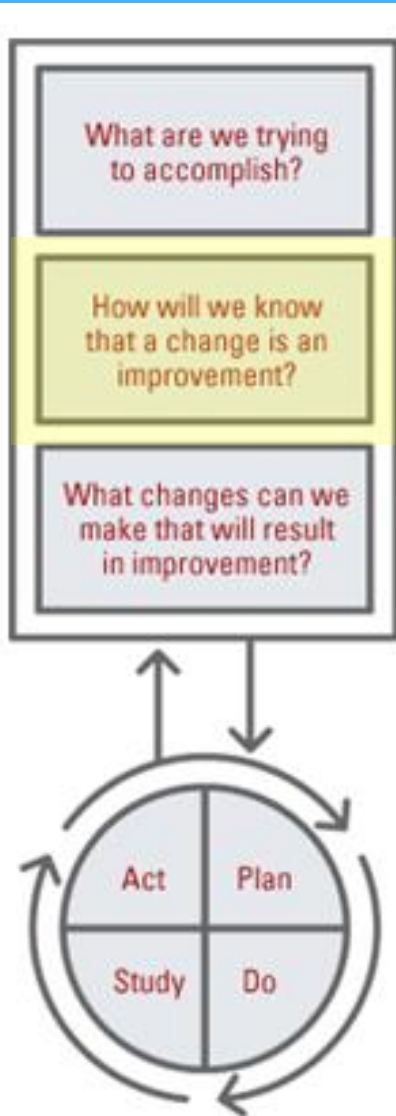 What are we trying
to accomplish?
How will we know
that a change is an
improvement?
What changes can we
make that will result
in improvement?
Act
Plan
Study
Do